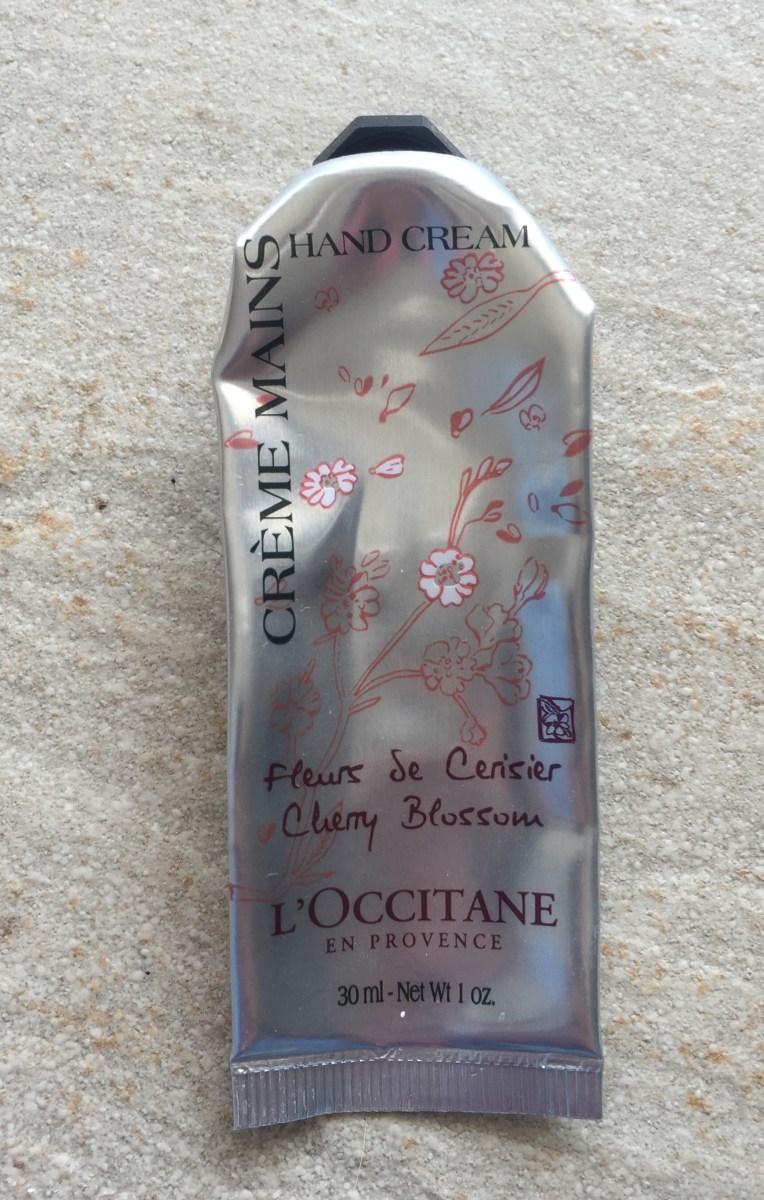 HAND CREAM
CRÈME MAINS
Fleurs de Cerisier
Cherry Blossom
L'OCCITANE
EN PROVENCE
30 ml - Net Wt 1 oz.